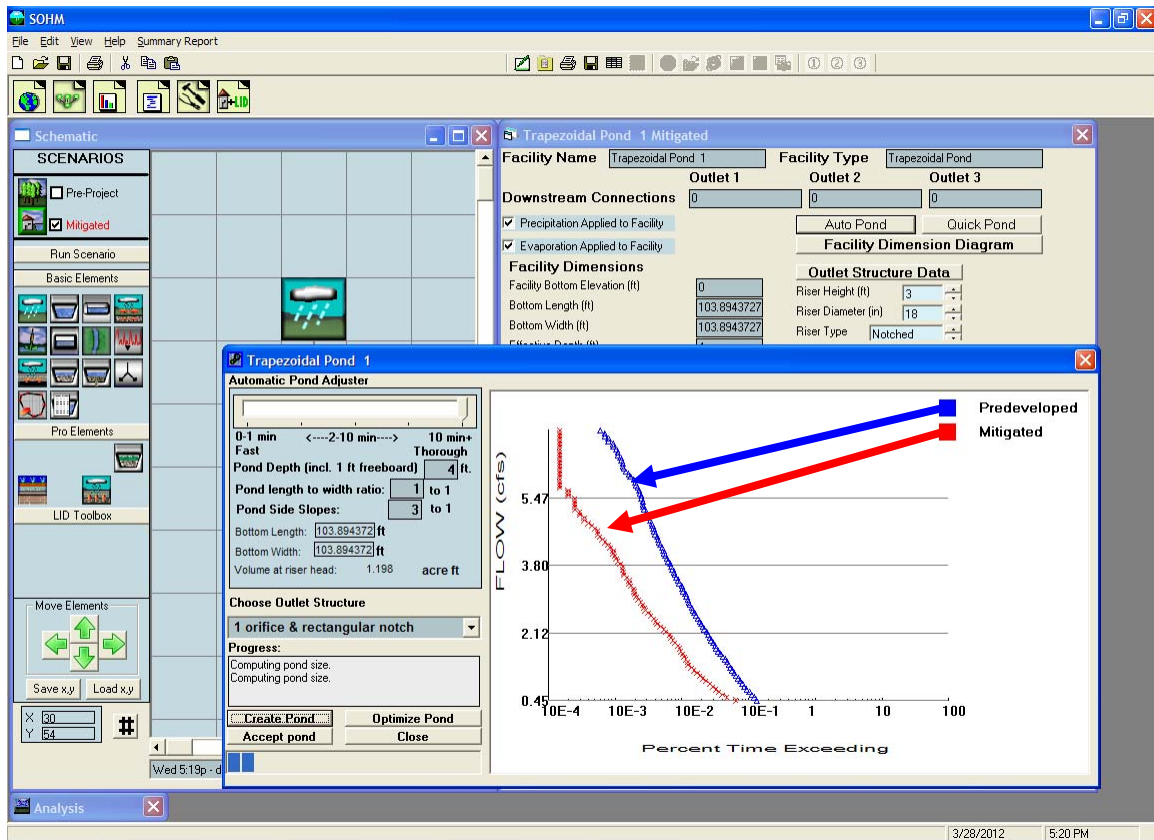 SOHM
File Edit View Help Summary Report
Schematic
SCENARIOS
Pre-Project
Mitigated
Run Scenario
Basic Elements
Pro Elements
LID Toolbox
Move Elements
Save x,y Load x,y
X 30
Y 54
#
Wed 5:19p - d
Trapezoidal Pond 1 Mitigated
Facility Name Trapezoidal Pond 1 Facility Type Trapezoidal Pond
Outlet 1 Outlet 2 Outlet 3
Downstream Connections 0 0 0
Precipitation Applied to Facility Auto Pond Quick Pond
Evaporation Applied to Facility Facility Dimension Diagram
Facility Dimensions Outlet Structure Data
Facility Bottom Elevation (ft) 0 Riser Height (ft) 3
Bottom Length (ft) 103.8943727 Riser Diameter (in) 18
Bottom Width (ft) 103.8943727 Riser Type Notched
Effective Depth (ft) 4
Trapezoidal Pond 1
Automatic Pond Adjuster
0-1 min <----2-10 min----> 10 min+
Fast Thorough
Pond Depth (incl. 1 ft freeboard) 4 ft.
Pond length to width ratio: 1 to 1
Pond Side Slopes: 3 to 1
Bottom Length: 103.894372 ft
Bottom Width: 103.894372 ft
Volume at riser head: 1.198 acre ft
Choose Outlet Structure
1 orifice & rectangular notch
Progress:
Computing pond size.
Computing pond size.
Create Pond Optimize Pond
Accept pond Close
Predeveloped
Mitigated
FLOW (cfs)
5.47
3.80
2.12
0.45
10E-4 10E-3 10E-2 10E-1 1 10 100
Percent Time Exceeding
Analysis
3/28/2012 5:20 PM